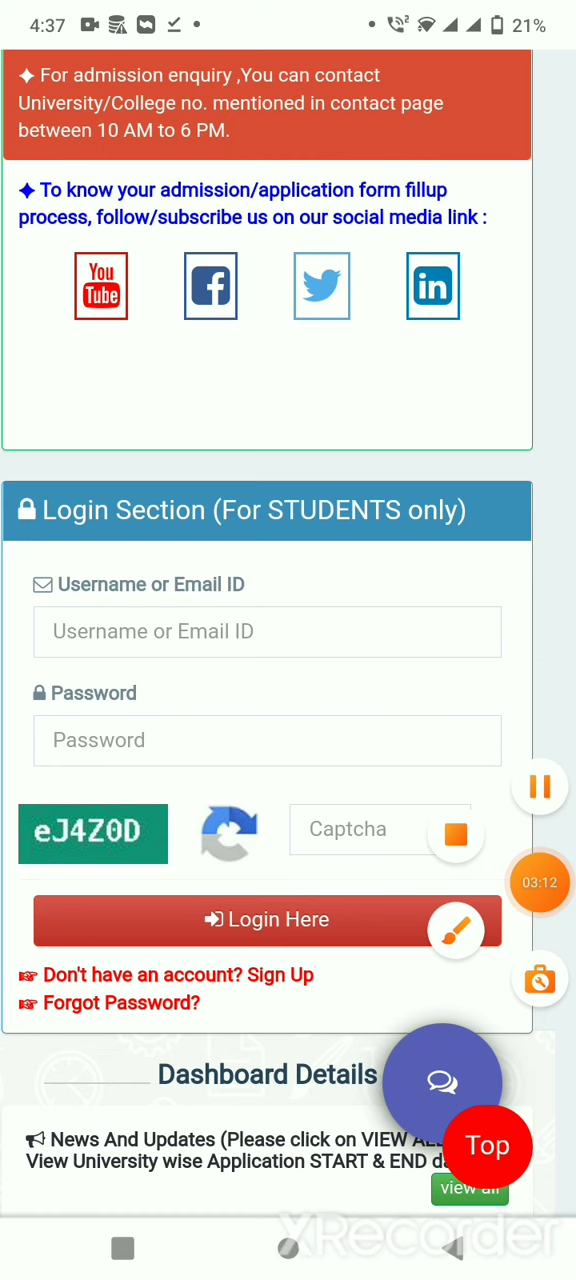 4:37
21%
✦ For admission enquiry ,You can contact
University/College no. mentioned in contact page
between 10 AM to 6 PM.
✦ To know your admission/application form fillup
process, follow/subscribe us on our social media link :
You
Tube
f
in
Login Section (For STUDENTS only)
Username or Email ID
Username or Email ID
Password
Password
eJ4Z0D
Captcha
03:12
Login Here
☞ Don't have an account? Sign Up
☞ Forgot Password?
Dashboard Details
News And Updates (Please click on VIEW ALL
View University wise Application START & END
Top
view all
XRecorder